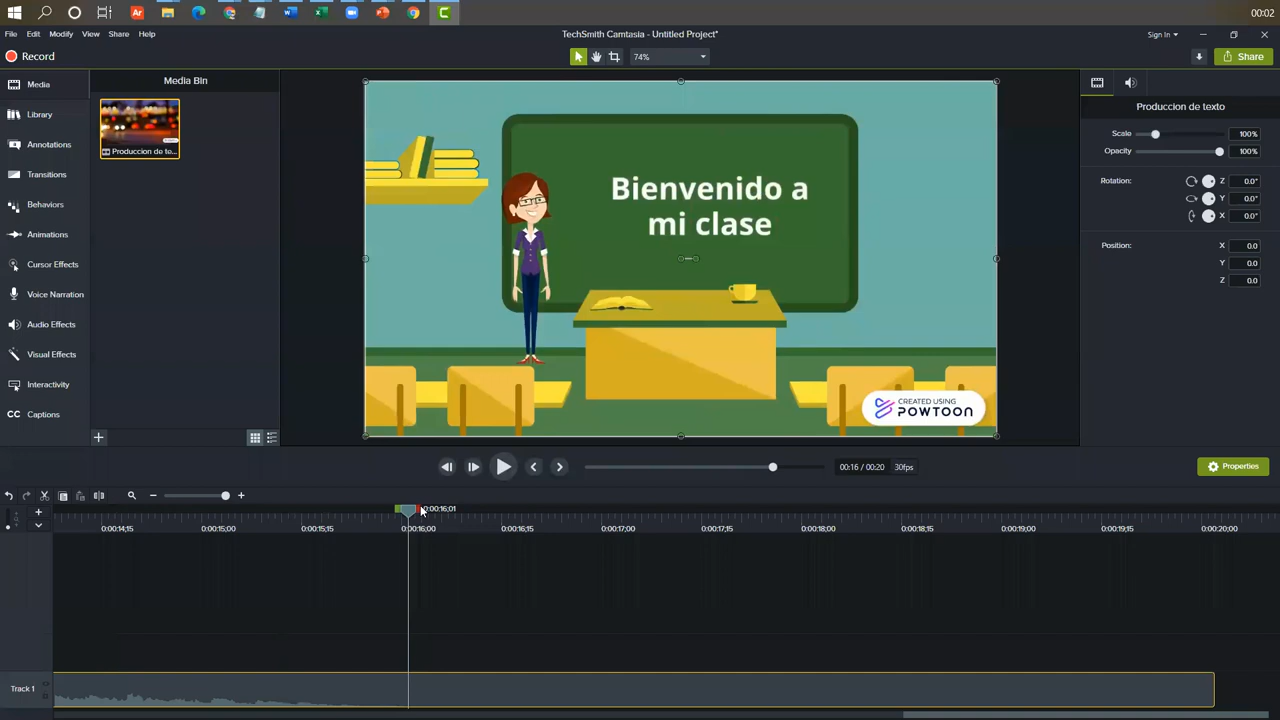 00:02
TechSmith Camtasia - Untitled Project*
File Edit Modify View Share Help
Sign In
Record
74%
Share
Media
Library
Annotations
Transitions
Behaviors
Animations
Cursor Effects
Voice Narration
Audio Effects
Visual Effects
Interactivity
CC Captions
Media Bin
Produccion de te...
Bienvenido a
mi clase
CREATED USING
POWTOON
Produccion de texto
Scale 100%
Opacity 100%
Rotation: Z 0.0°
Y 0.0°
X 0.0°
Position: X 0.0
Y 0.0
Z 0.0
00:16 / 00:20 30fps
Properties
0:00:16;01
0:00:14;15 0:00:15;00 0:00:15;15 0:00:16;00 0:00:16;15 0:00:17;00 0:00:17;15 0:00:18;00 0:00:18;15 0:00:19;00 0:00:19;15 0:00:20;00
Track 1